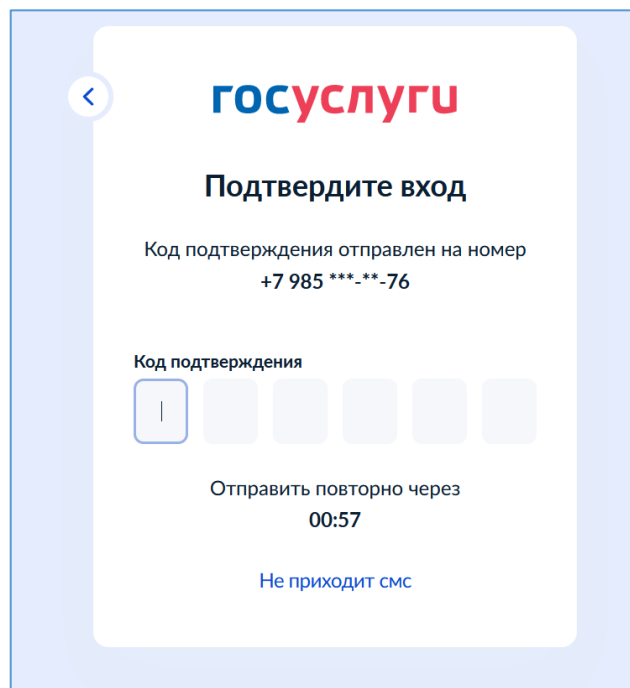 госуслуги
Подтвердите вход
Код подтверждения отправлен на номер
+7 985 ***-**-76
Код подтверждения
Отправить повторно через
00:57
Не приходит смс